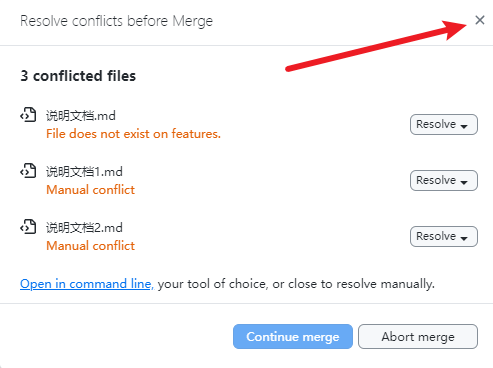 Resolve conflicts before Merge
3 conflicted files
说明文档.md
File does not exist on features.
Resolve
说明文档1.md
Manual conflict
Resolve
说明文档2.md
Manual conflict
Resolve
Open in command line, your tool of choice, or close to resolve manually.
Continue merge
Abort merge